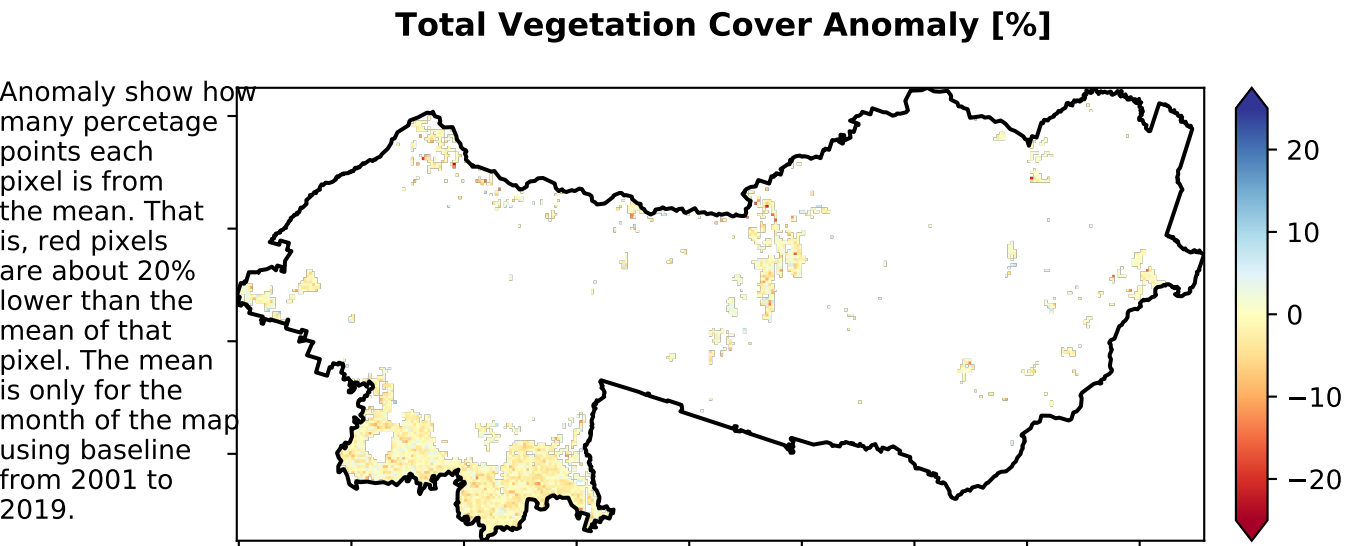 Total Vegetation Cover Anomaly [%]
Anomaly show how
many percetage
points each
pixel is from
the mean. That
is, red pixels
are about 20%
lower than the
mean of that
pixel. The mean
is only for the
month of the map
using baseline
from 2001 to
2019.
20
10
0
−10
−20